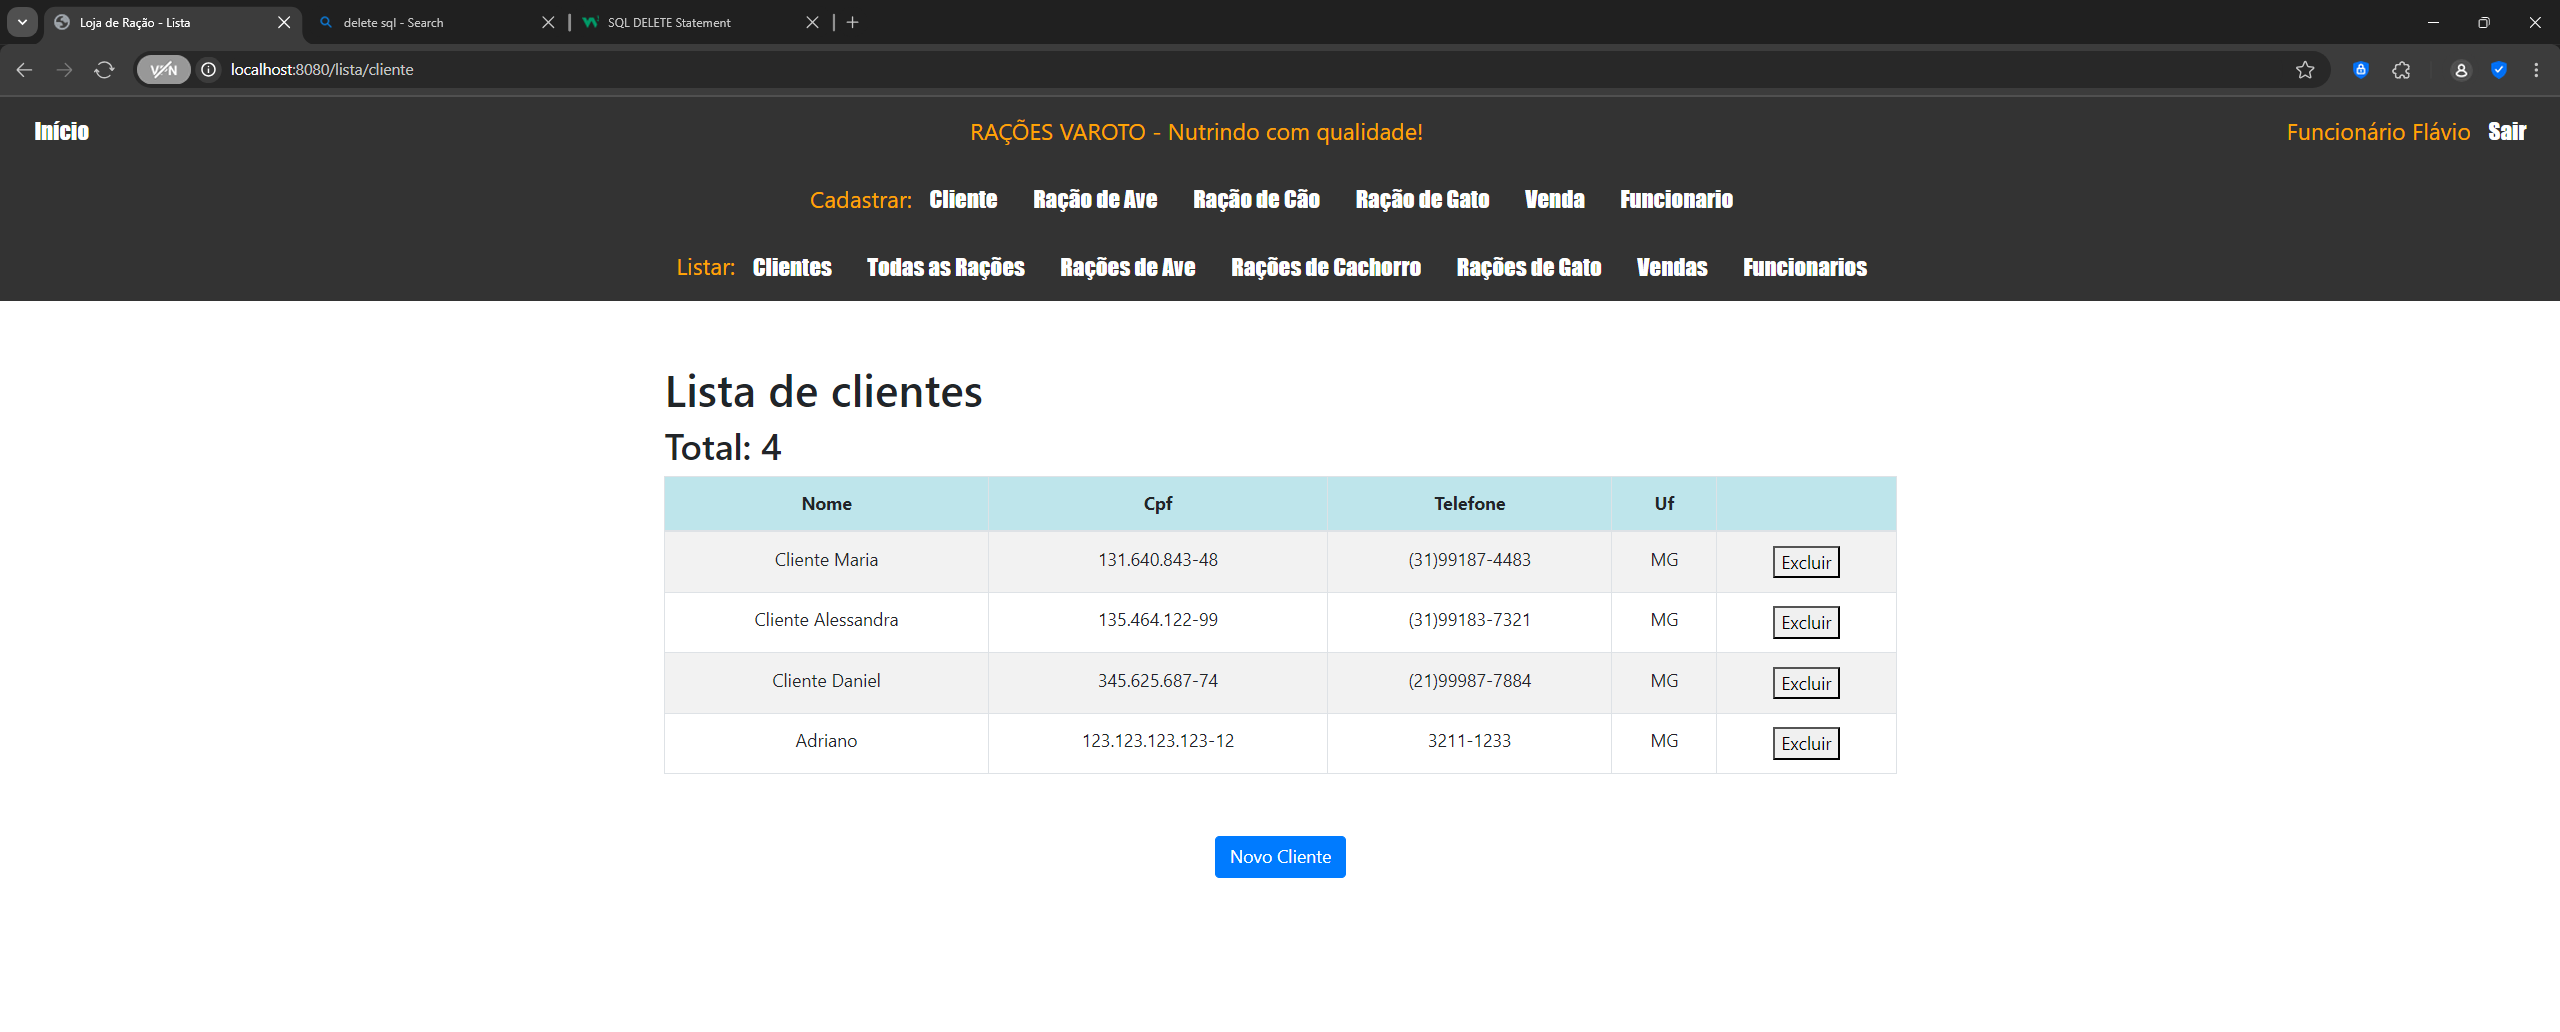 Loja de Ração - Lista
delete sql - Search
SQL DELETE Statement
VPN
localhost:8080/lista/cliente
Início
RAÇÕES VAROTO - Nutrindo com qualidade!
Funcionário Flávio Sair
Cadastrar: Cliente Ração de Ave Ração de Cão Ração de Gato Venda Funcionario
Listar: Clientes Todas as Rações Rações de Ave Rações de Cachorro Rações de Gato Vendas Funcionarios
Lista de clientes
Total: 4
Nome Cpf Telefone Uf
Cliente Maria 131.640.843-48 (31)99187-4483 MG Excluir
Cliente Alessandra 135.464.122-99 (31)99183-7321 MG Excluir
Cliente Daniel 345.625.687-74 (21)99987-7884 MG Excluir
Adriano 123.123.123.123-12 3211-1233 MG Excluir
Novo Cliente